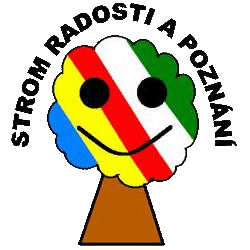 STROM RADOSTI A POZNÁNÍ